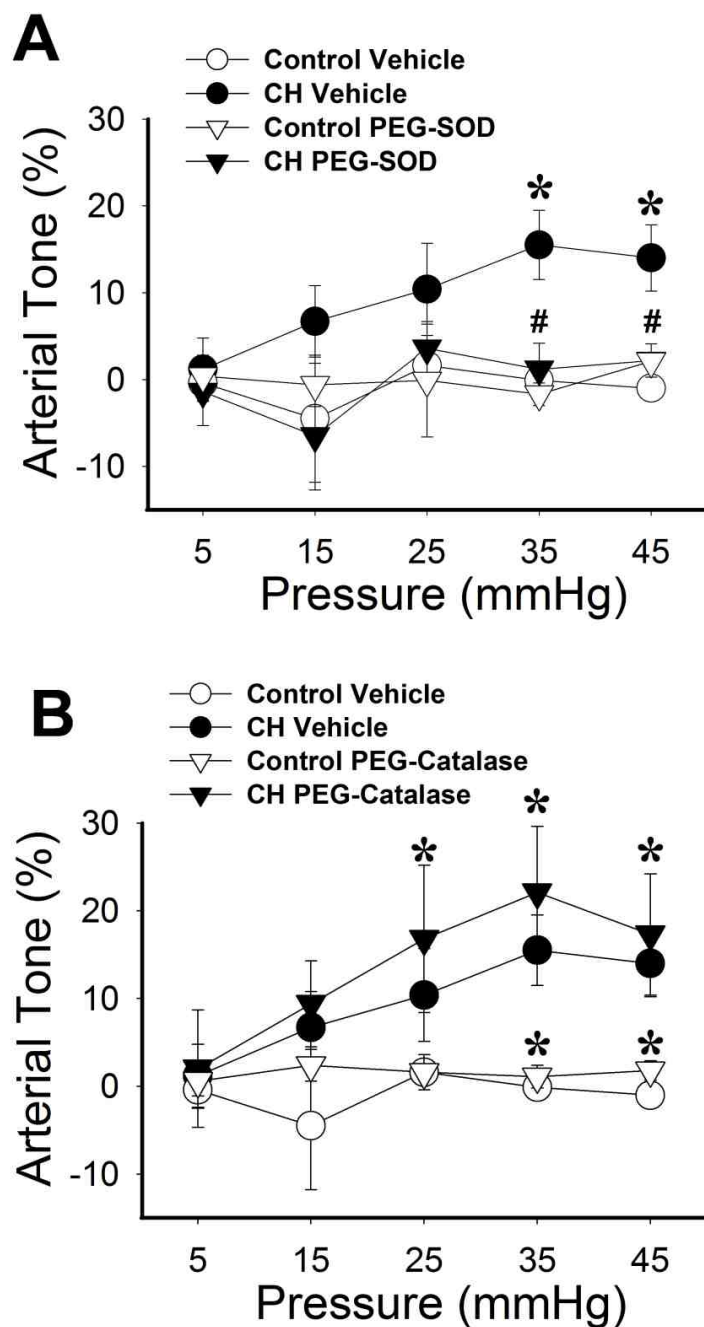 A
Control Vehicle
CH Vehicle
Control PEG-SOD
CH PEG-SOD
Arterial Tone (%)
30
* *
20
10
# #
0
-10
5 15 25 35 45
Pressure (mmHg)
B
Control Vehicle
CH Vehicle
Control PEG-Catalase
CH PEG-Catalase
Arterial Tone (%)
30
* * *
20
10
* *
0
-10
5 15 25 35 45
Pressure (mmHg)